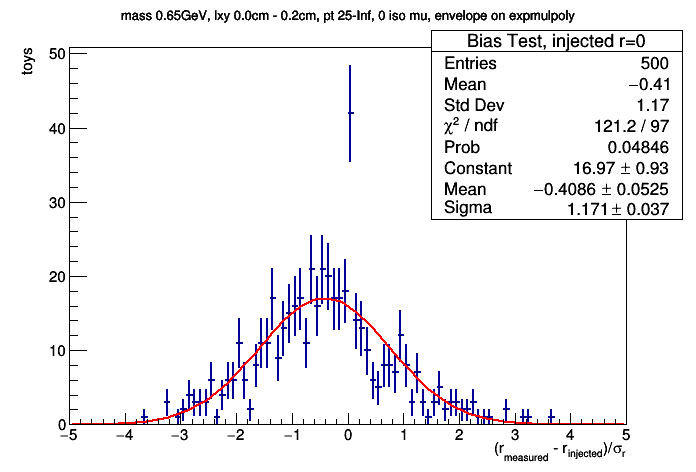 mass 0.65GeV, lxy 0.0cm - 0.2cm, pt 25-Inf, 0 iso mu, envelope on expmulpoly
Bias Test, injected r=0
Entries 500
Mean −0.41
Std Dev 1.17
χ² / ndf 121.2 / 97
Prob 0.04846
Constant 16.97 ± 0.93
Mean −0.4086 ± 0.0525
Sigma 1.171 ± 0.037
toys
50
40
30
20
10
0
−5 −4 −3 −2 −1 0 1 2 3 4 5
(r_measured - r_injected)/σ_r